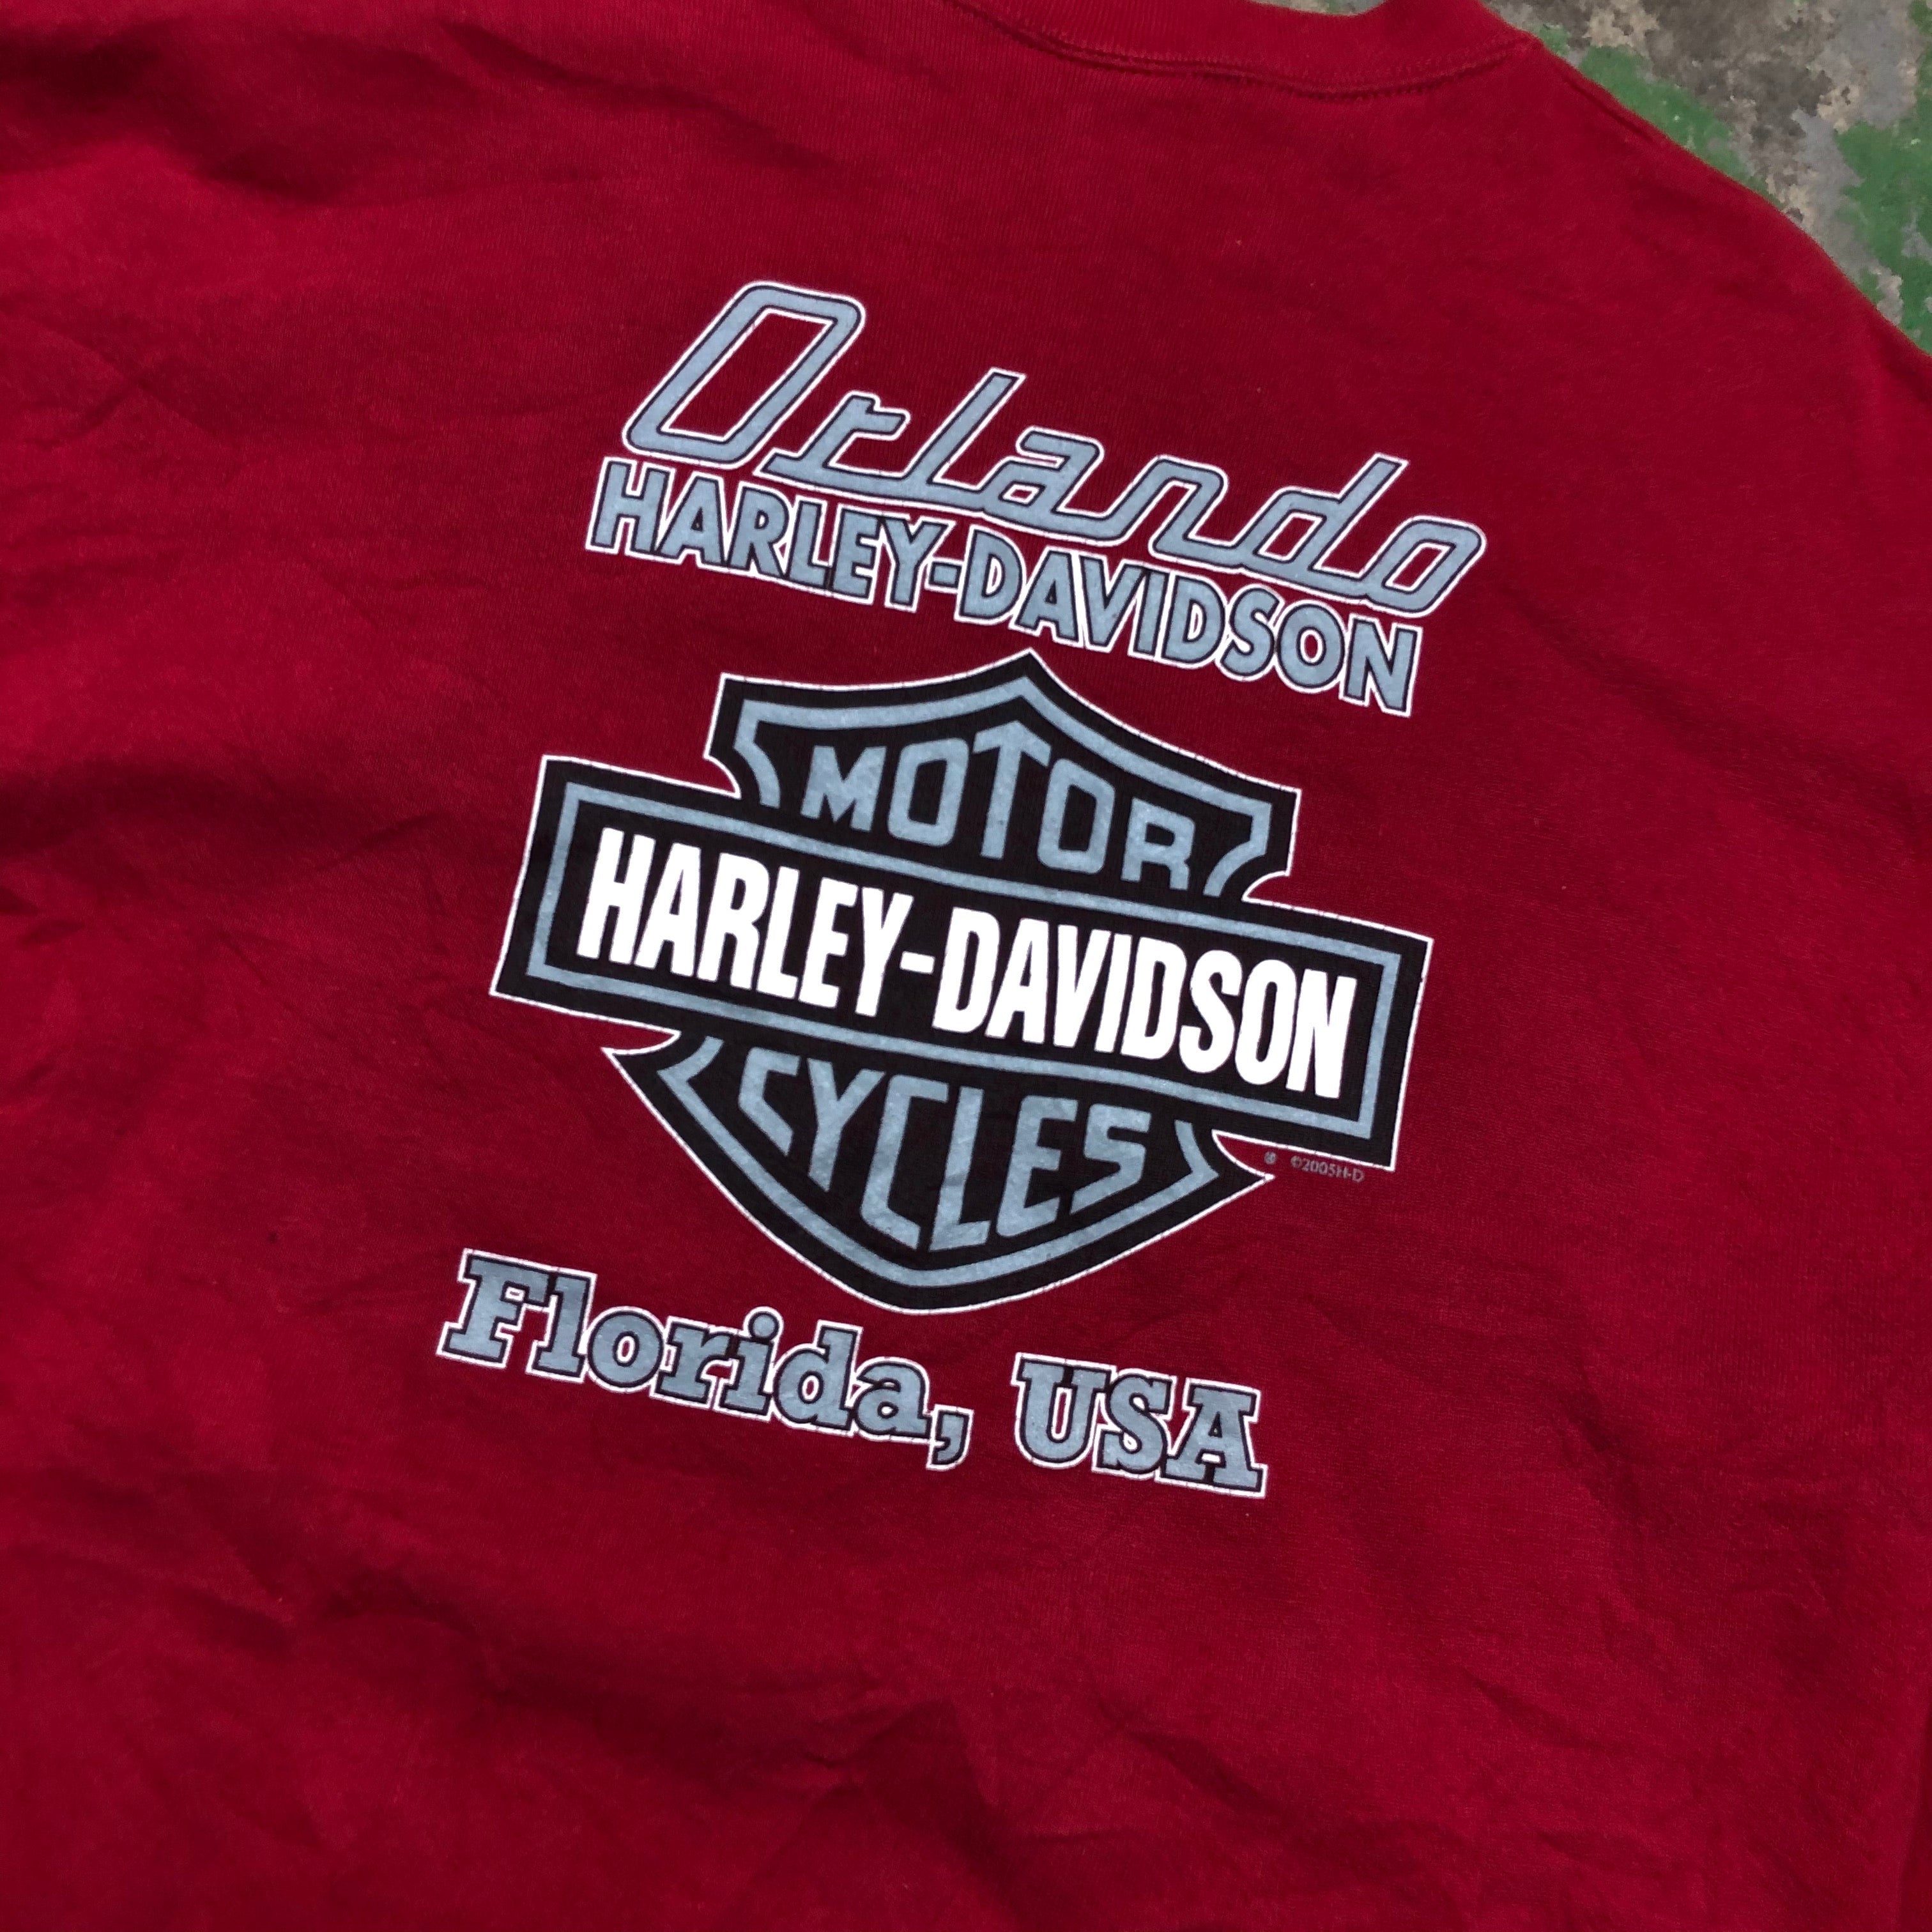 Orlando
HARLEY-DAVIDSON
MOTOR
HARLEY-DAVIDSON
CYCLES
©2005H-D
Florida, USA